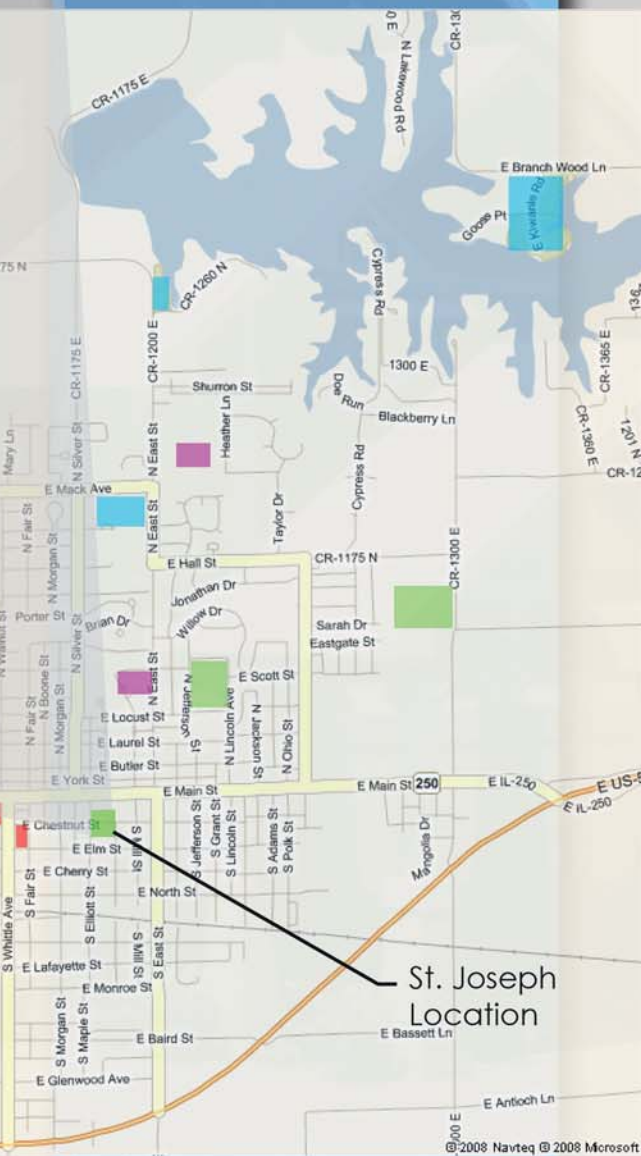 CR-1175 E
N Lakewood Rd
E Branch Wood Ln
E Kiwanis Rd
Goose Pt
75 N
CR-1260 N
Cypress Rd
CR-1200 E
CR-1175 E
1300 E
CR-1365 E
Shurron St
Doe Run
Blackberry Ln
CR-1360 E
1201 N
Mary Ln
N Silver St
N East St
Heather Ln
Cypress Rd
E Mack Ave
N Fair St
N East St
Taylor Dr
CR-1300 E
E Hall St
CR-1175 N
N Morgan St
Jonathan Dr
Willow Dr
Porter St
Brian Dr
Sarah Dr
Eastgate St
N Silver St
N Boone St
N Fair St
N Morgan St
N East St
N Jefferson St
E Scott St
N Lincoln Ave
N Jackson St
N Ohio St
E Locust St
E Laurel St
E Butler St
E York St
E Main St
E Main St
250
E IL-250
E IL-250
E Chestnut St
E Elm St
S Mill St
S Jefferson St
S Grant St
S Lincoln St
S Adams St
S Polk St
Mangolia Dr
E Cherry St
S Fair St
E North St
S Whittle Ave
S Elliott St
S Mill St
S East St
E Lafayette St
E Monroe St
St. Joseph
Location
S Morgan St
S Maple St
E Baird St
E Bassett Ln
E Glenwood Ave
E Antioch Ln
© 2008 Navteq © 2008 Microsoft